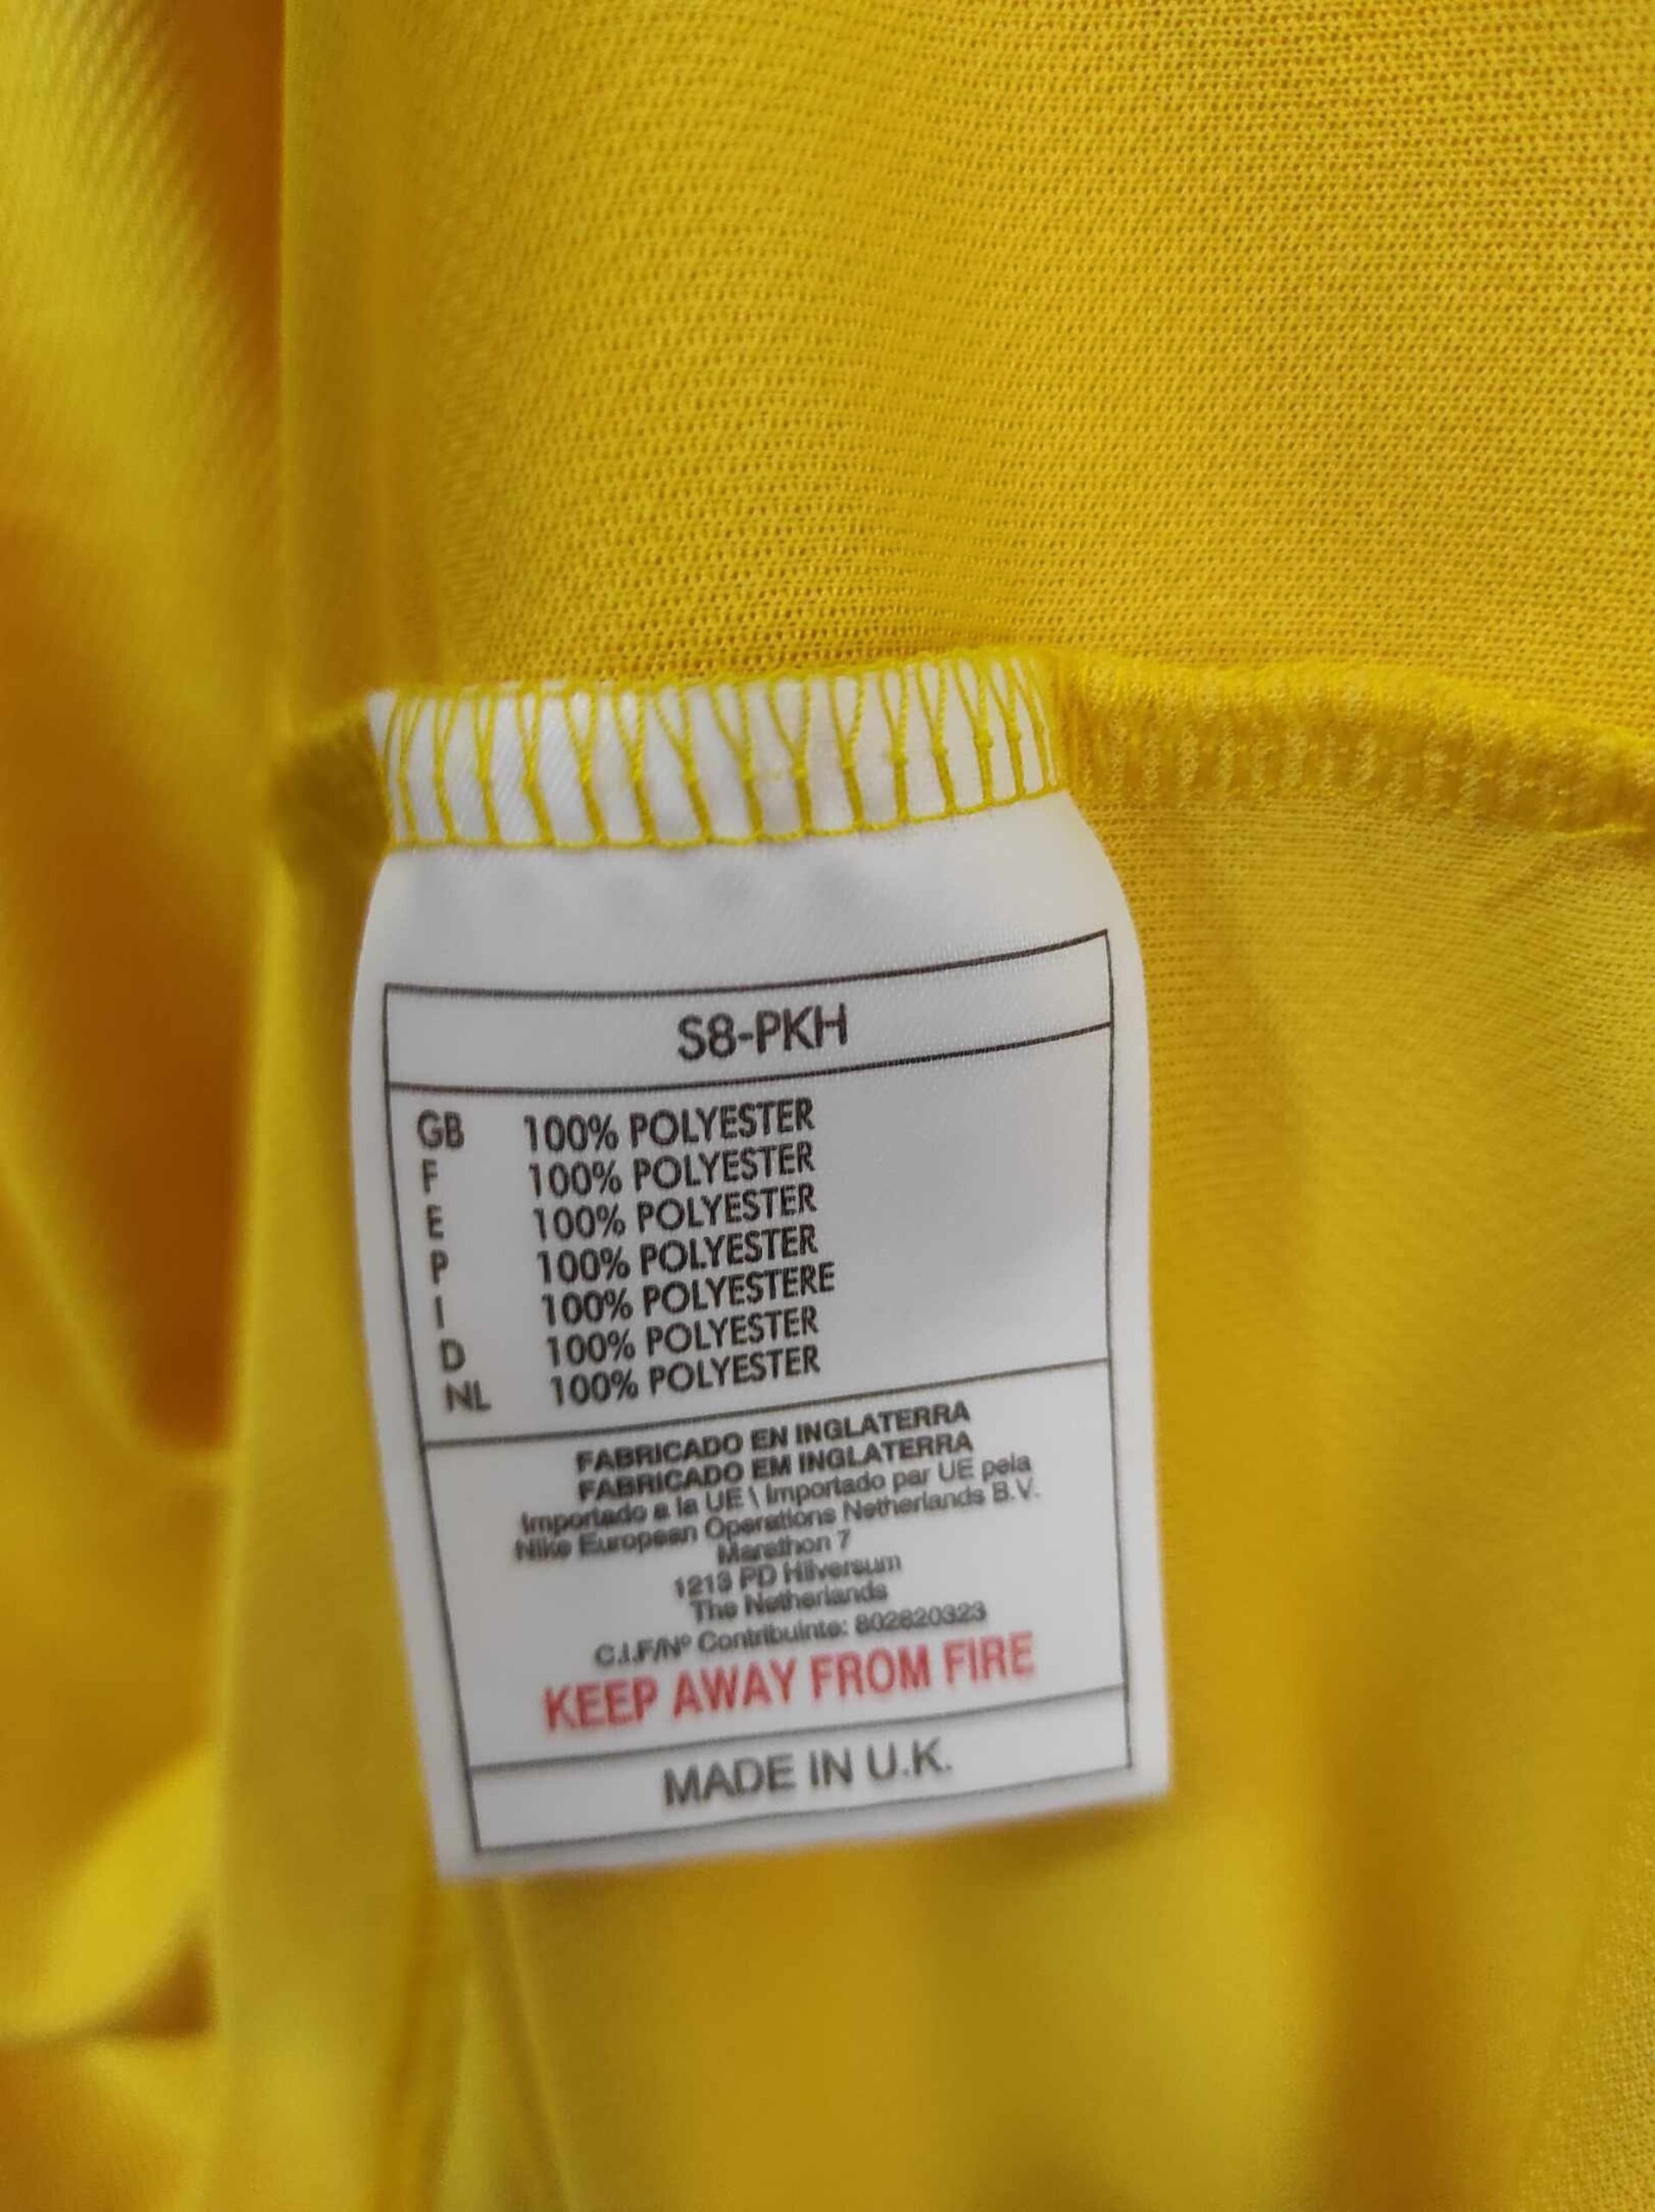 S8-PKH
GB 100% POLYESTER
F 100% POLYESTER
E 100% POLYESTER
P 100% POLYESTER
I 100% POLYESTERE
D 100% POLYESTER
NL 100% POLYESTER
FABRICADO EN INGLATERRA
FABRICADO EM INGLATERRA
Importado a la UE \ Importado par UE pela
Nike European Operations Netherlands B.V.
Marathon 7
1213 PD Hilversum
The Netherlands
C.I.F/Nº Contribuinte: 802820323
KEEP AWAY FROM FIRE
MADE IN U.K.